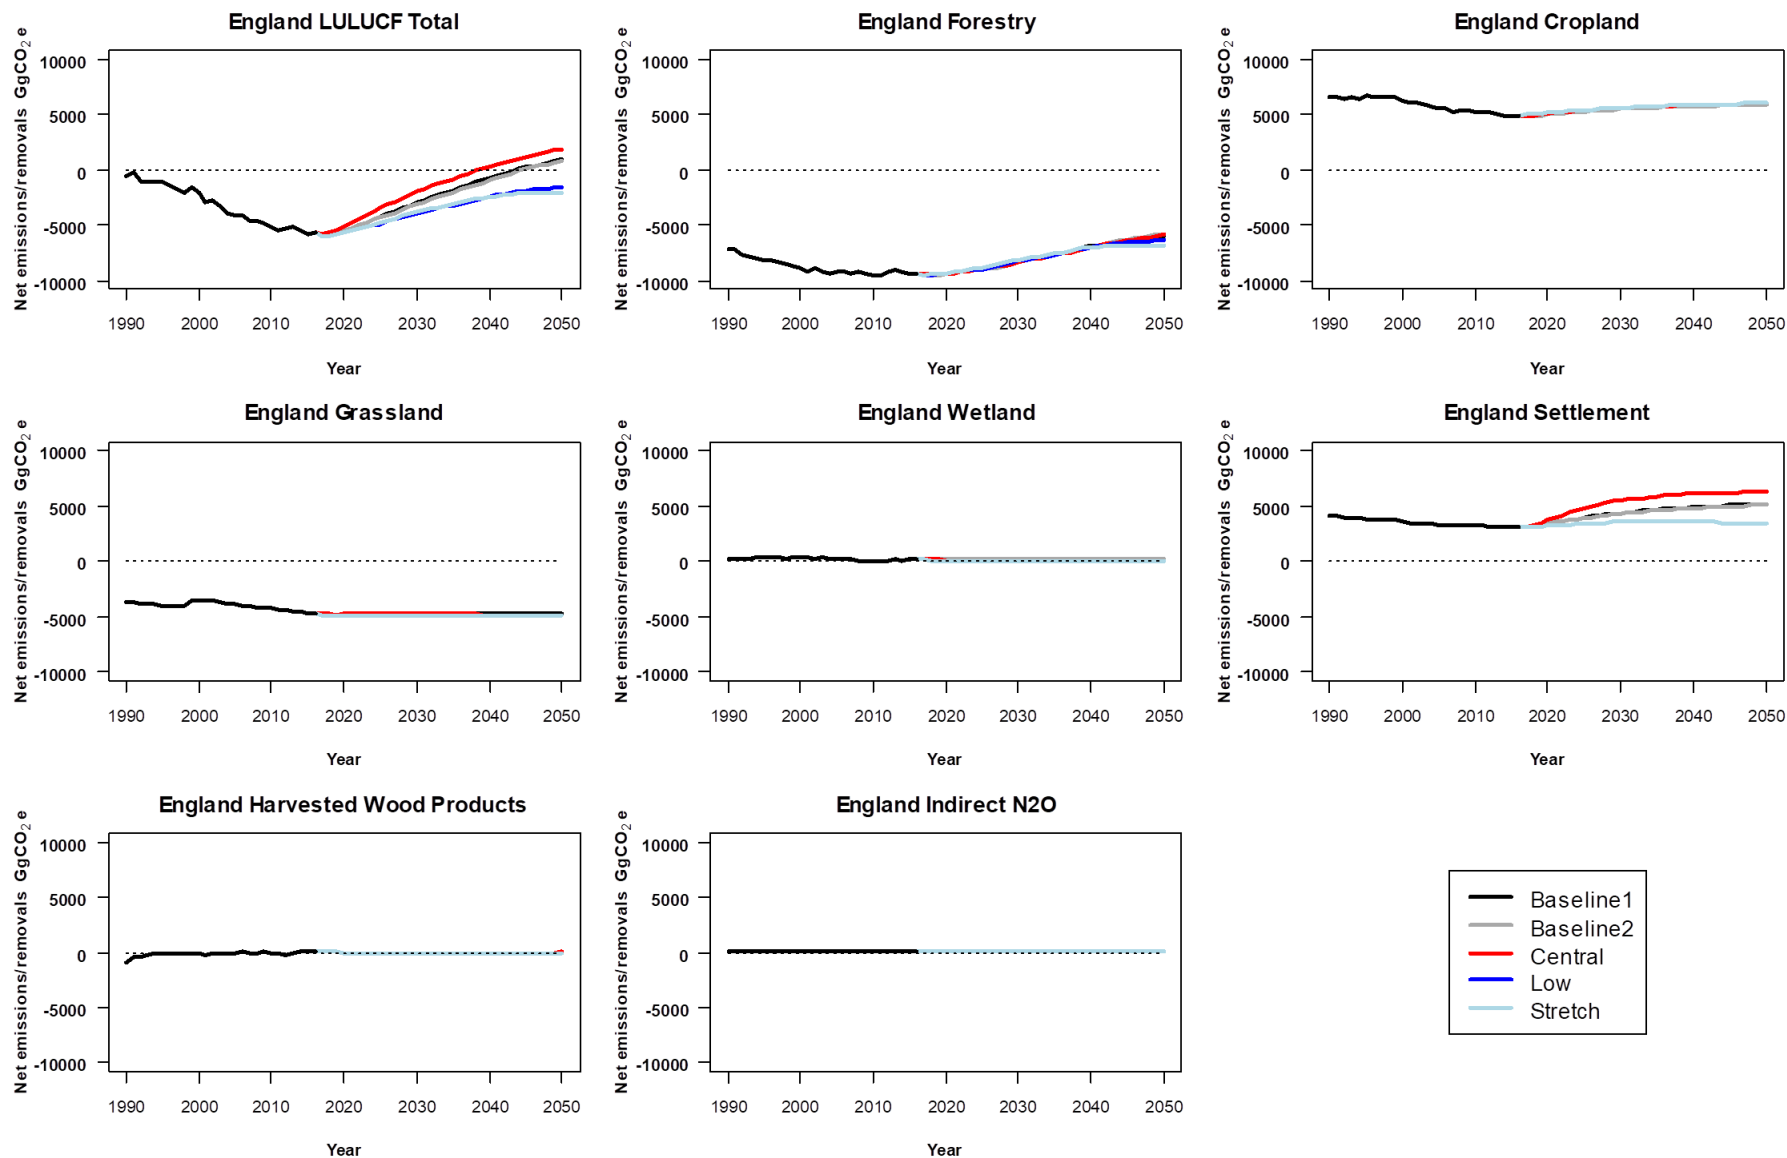 England LULUCF Total
Net emissions/removals GgCO₂ e
10000
5000
0
-5000
-10000
1990 2000 2010 2020 2030 2040 2050
Year
England Forestry
Net emissions/removals GgCO₂ e
10000
5000
0
-5000
-10000
1990 2000 2010 2020 2030 2040 2050
Year
England Cropland
Net emissions/removals GgCO₂ e
10000
5000
0
-5000
-10000
1990 2000 2010 2020 2030 2040 2050
Year
England Grassland
Net emissions/removals GgCO₂ e
10000
5000
0
-5000
-10000
1990 2000 2010 2020 2030 2040 2050
Year
England Wetland
Net emissions/removals GgCO₂ e
10000
5000
0
-5000
-10000
1990 2000 2010 2020 2030 2040 2050
Year
England Settlement
Net emissions/removals GgCO₂ e
10000
5000
0
-5000
-10000
1990 2000 2010 2020 2030 2040 2050
Year
England Harvested Wood Products
Net emissions/removals GgCO₂ e
10000
5000
0
-5000
-10000
1990 2000 2010 2020 2030 2040 2050
Year
England Indirect N2O
Net emissions/removals GgCO₂ e
10000
5000
0
-5000
-10000
1990 2000 2010 2020 2030 2040 2050
Year
Baseline1
Baseline2
Central
Low
Stretch